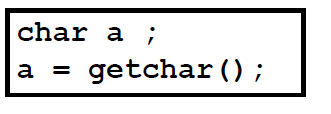 char a ;
a = getchar();